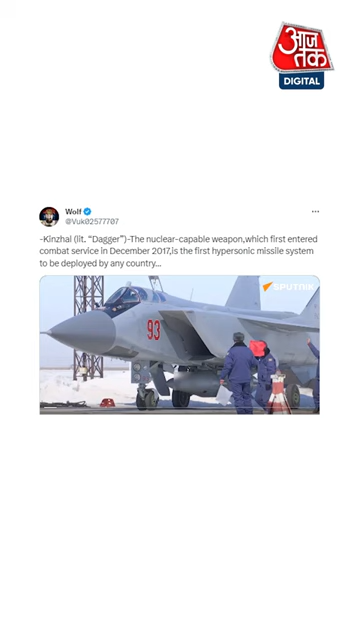 आज
तक
DIGITAL
Wolf
@Vuk02577707
-Kinzhal (lit. “Dagger”)-The nuclear-capable weapon,which first entered
combat service in December 2017,is the first hypersonic missile system
to be deployed by any country...
SPUTNIX
93